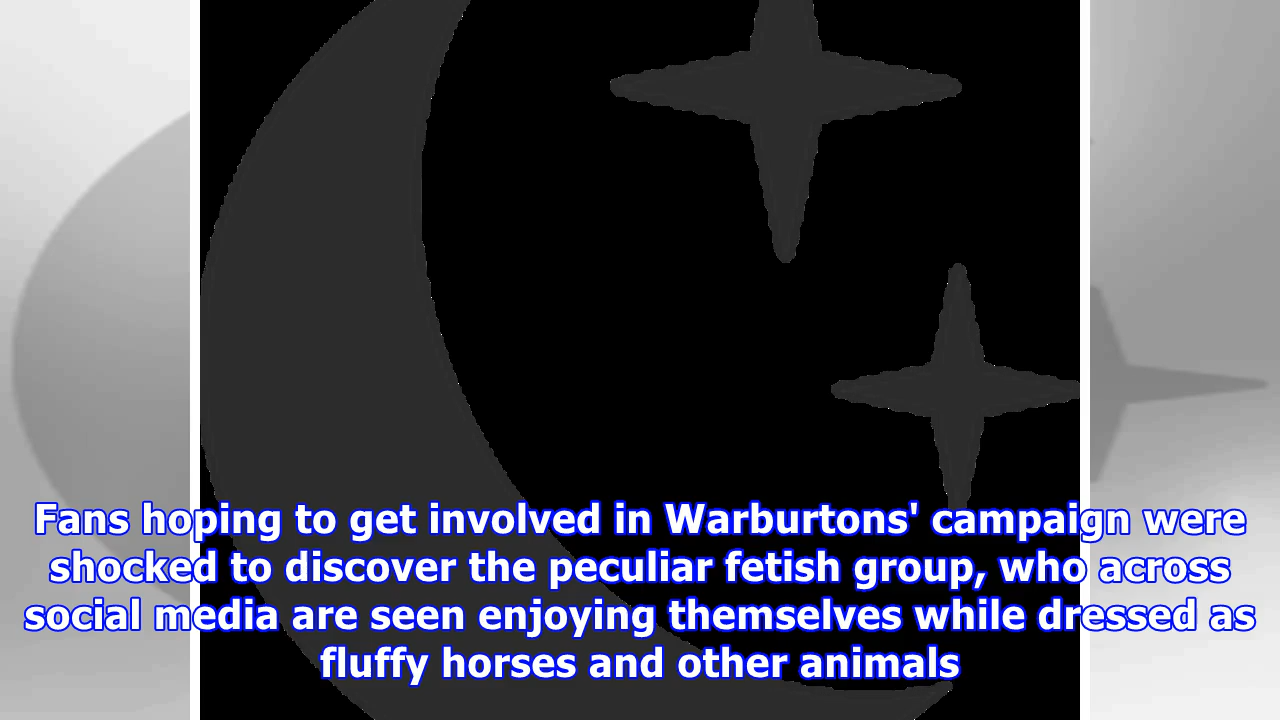 Fans hoping to get involved in Warburtons' campaign were
shocked to discover the peculiar fetish group, who across
social media are seen enjoying themselves while dressed as
fluffy horses and other animals